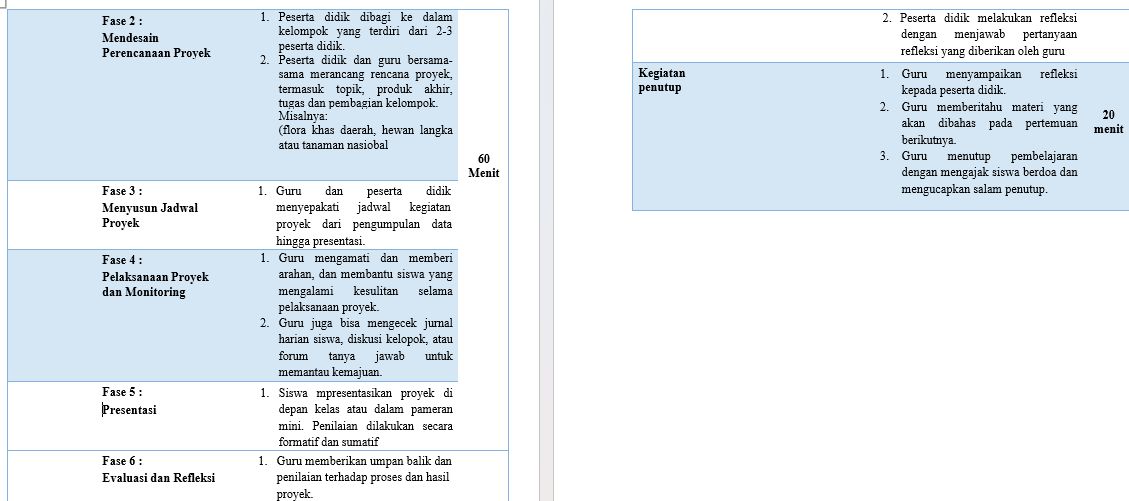 Fase 2 :
Mendesain
Perencanaan Proyek
1. Peserta didik dibagi ke dalam
kelompok yang terdiri dari 2-3
peserta didik.
2. Peserta didik dan guru bersama-
sama merancang rencana proyek,
termasuk topik, produk akhir,
tugas dan pembagian kelompok.
Misalnya:
(flora khas daerah, hewan langka
atau tanaman nasiobal
60
Menit
Fase 3 :
Menyusun Jadwal
Proyek
1. Guru dan peserta didik
menyepakati jadwal kegiatan
proyek dari pengumpulan data
hingga presentasi.
Fase 4 :
Pelaksanaan Proyek
dan Monitoring
1. Guru mengamati dan memberi
arahan, dan membantu siswa yang
mengalami kesulitan selama
pelaksanaan proyek.
2. Guru juga bisa mengecek jurnal
harian siswa, diskusi kelopok, atau
forum tanya jawab untuk
memantau kemajuan.
Fase 5 :
Presentasi
1. Siswa mpresentasikan proyek di
depan kelas atau dalam pameran
mini. Penilaian dilakukan secara
formatif dan sumatif
Fase 6 :
Evaluasi dan Refleksi
1. Guru memberikan umpan balik dan
penilaian terhadap proses dan hasil
proyek.
2. Peserta didik melakukan refleksi
dengan menjawab pertanyaan
refleksi yang diberikan oleh guru
Kegiatan
penutup
1. Guru menyampaikan refleksi
kepada peserta didik.
2. Guru memberitahu materi yang
akan dibahas pada pertemuan
berikutnya.
3. Guru menutup pembelajaran
dengan mengajak siswa berdoa dan
mengucapkan salam penutup.
20
menit